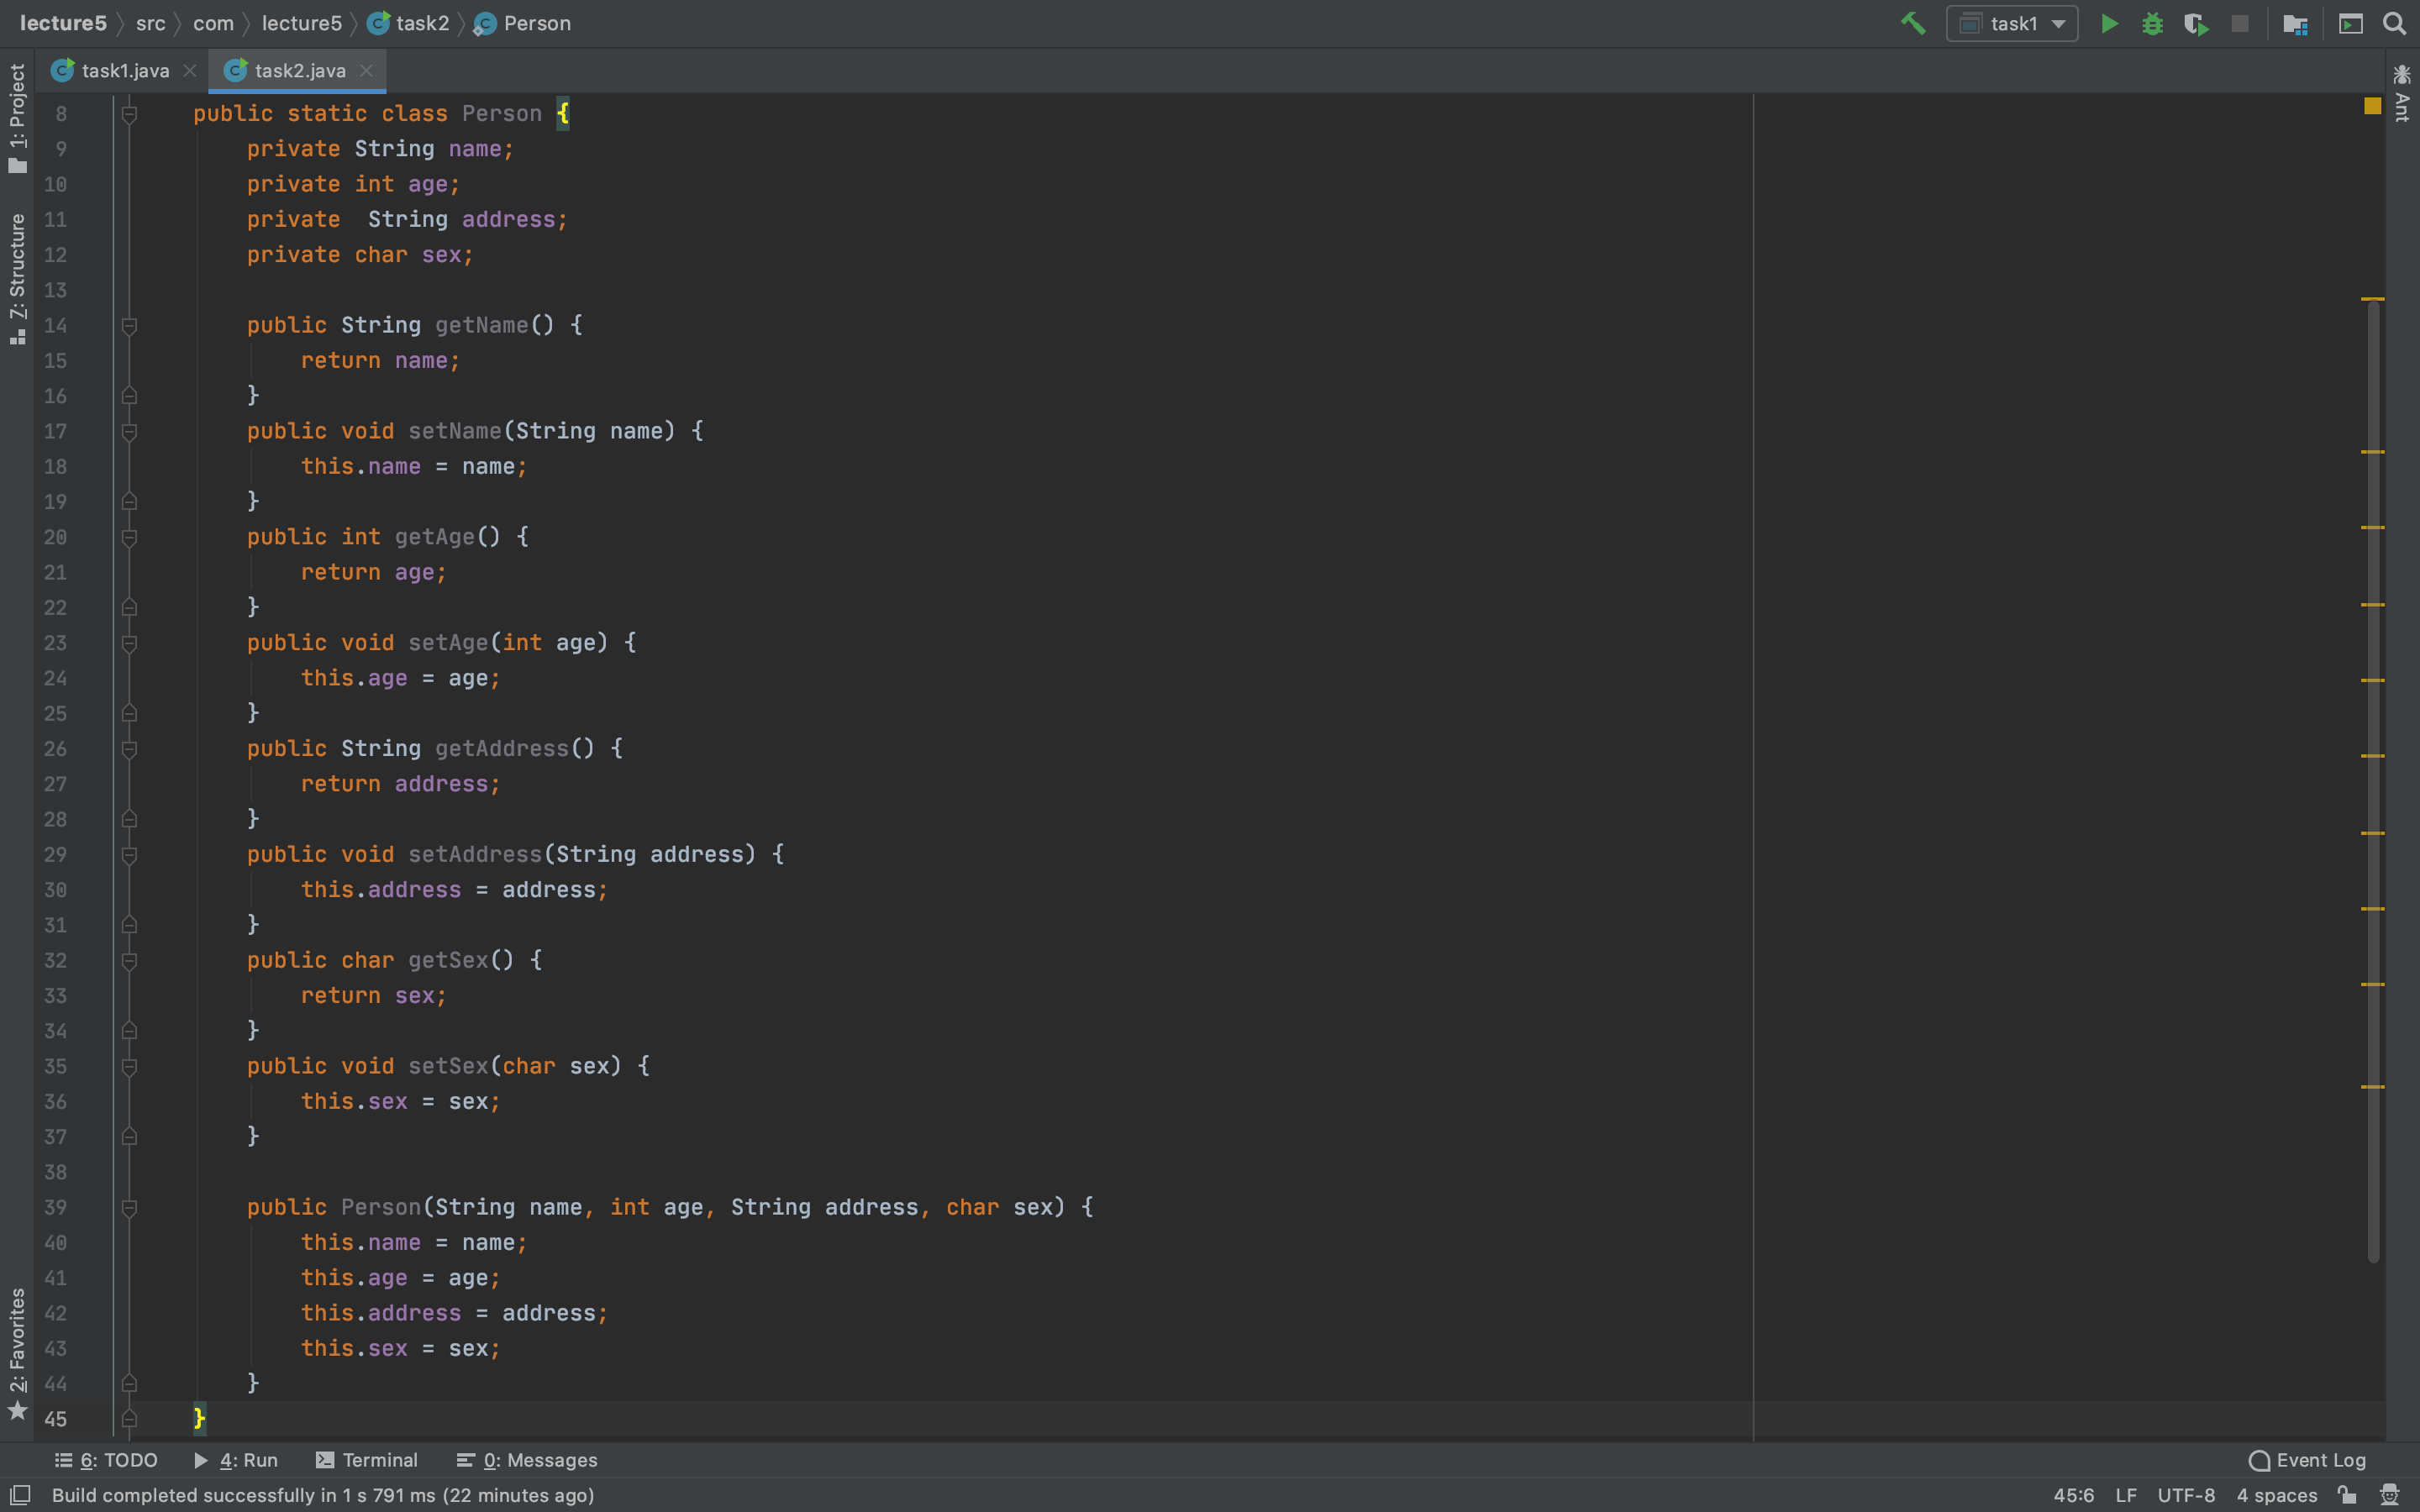 lecture5 src com lecture5 task2 Person task1
task1.java task2.java
1: Project
7: Structure
2: Favorites
Ant
8 public static class Person {
9 private String name;
10 private int age;
11 private  String address;
12 private char sex;
13
14 public String getName() {
15 return name;
16 }
17 public void setName(String name) {
18 this.name = name;
19 }
20 public int getAge() {
21 return age;
22 }
23 public void setAge(int age) {
24 this.age = age;
25 }
26 public String getAddress() {
27 return address;
28 }
29 public void setAddress(String address) {
30 this.address = address;
31 }
32 public char getSex() {
33 return sex;
34 }
35 public void setSex(char sex) {
36 this.sex = sex;
37 }
38
39 public Person(String name, int age, String address, char sex) {
40 this.name = name;
41 this.age = age;
42 this.address = address;
43 this.sex = sex;
44 }
45 }
6: TODO 4: Run Terminal 0: Messages Event Log
Build completed successfully in 1 s 791 ms (22 minutes ago) 45:6 LF UTF-8 4 spaces